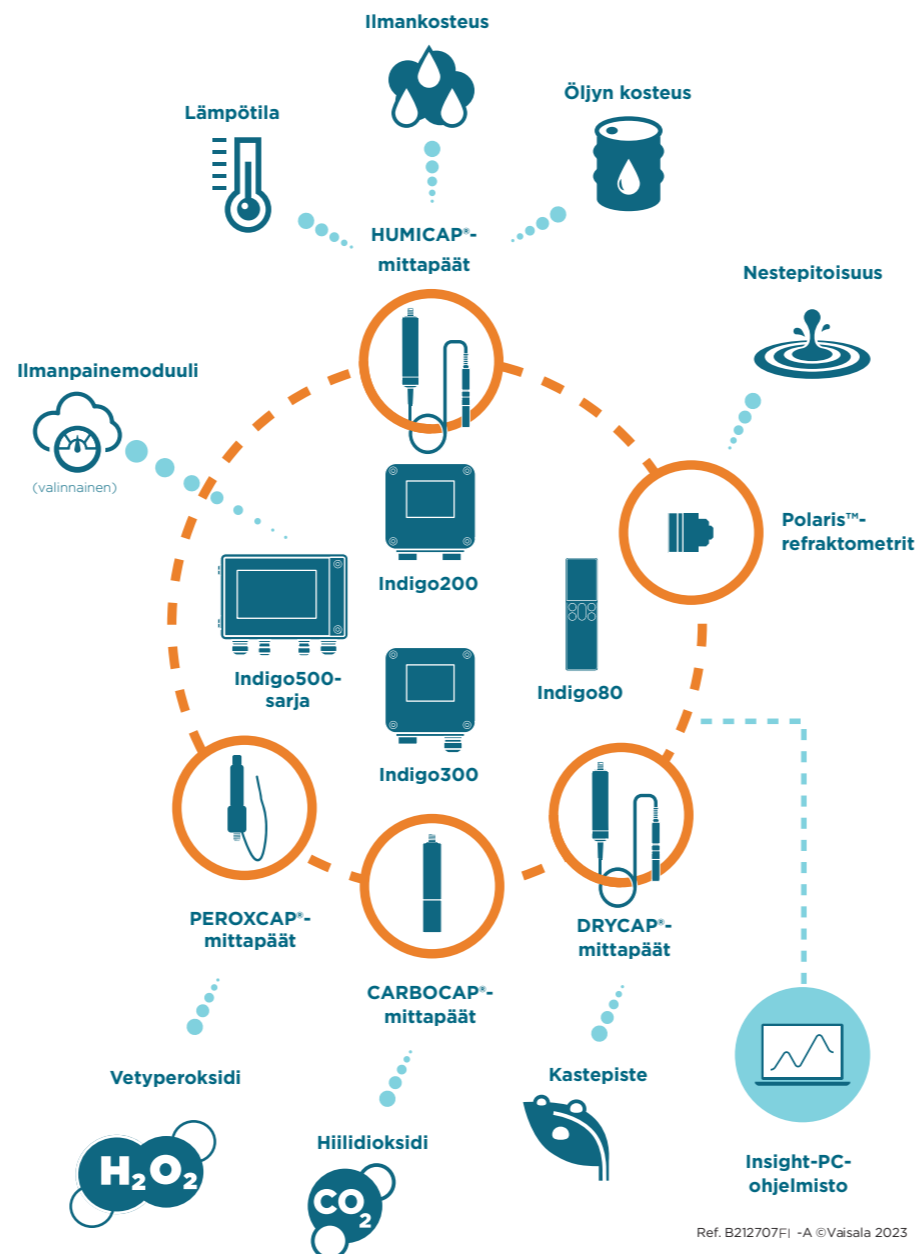 Ilmankosteus
Lämpötila
Öljyn kosteus
HUMICAP®-
mittapäät
Nestepitoisuus
Ilmanpainemoduuli
(valinnainen)
Polaris™-
refraktometrit
Indigo200
Indigo500-
sarja
Indigo80
Indigo300
PEROXCAP®-
mittapäät
DRYCAP®-
mittapäät
CARBOCAP®-
mittapäät
Vetyperoksidi
Kastepiste
Hiilidioksidi
H₂O₂
CO₂
Insight-PC-
ohjelmisto
Ref. B212707FI -A ©Vaisala 2023